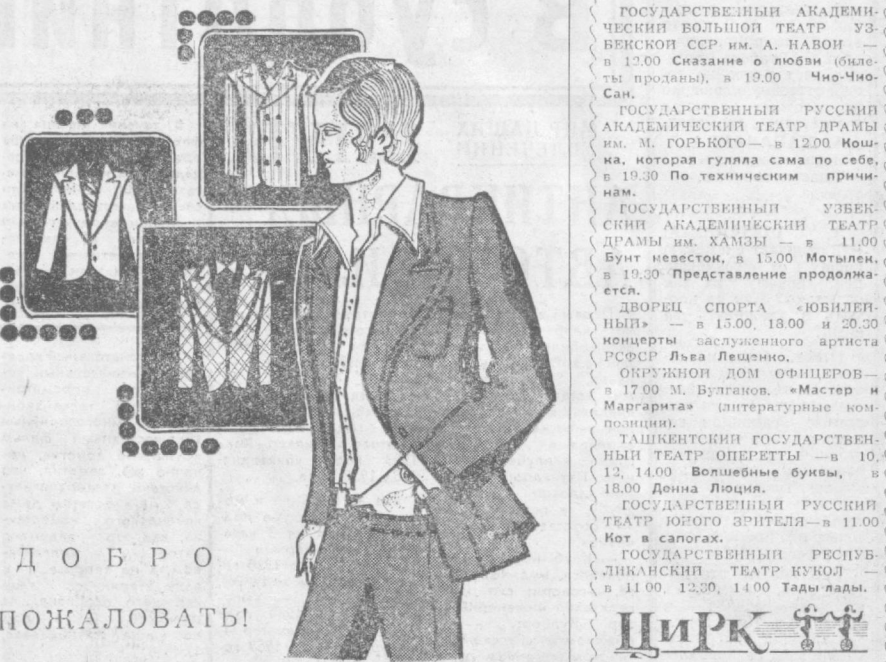 ДОБРО
ПОЖАЛОВАТЬ!
ГОСУДАРСТВЕННЫЙ АКАДЕМИ-
ЧЕСКИЙ БОЛЬШОЙ ТЕАТР УЗ-
БЕКСКОЙ ССР им. А. НАВОИ —
в 12.00 Сказание о любви (биле-
ты проданы), в 19.00 Чио-Чио-
Сан.
ГОСУДАРСТВЕННЫЙ РУССКИЙ
АКАДЕМИЧЕСКИЙ ТЕАТР ДРАМЫ
им. М. ГОРЬКОГО— в 12.00 Кош-
ка, которая гуляла сама по себе,
в 19.30 По техническим причи-
нам.
ГОСУДАРСТВЕННЫЙ УЗБЕК-
СКИЙ АКАДЕМИЧЕСКИЙ ТЕАТР
ДРАМЫ им. ХАМЗЫ — в 11.00
Бунт невесток, в 15.00 Мотылек,
в 19.30 Представление продолжа-
ется.
ДВОРЕЦ СПОРТА «ЮБИЛЕЙ-
НЫЙ» — в 15.00, 18.00 и 20.30
концерты заслуженного артиста
РСФСР Льва Лещенко.
ОКРУЖНОЙ ДОМ ОФИЦЕРОВ—
в 17 00 М. Булгаков. «Мастер и
Маргарита» (литературные ком-
позиции).
ТАШКЕНТСКИЙ ГОСУДАРСТВЕН-
НЫЙ ТЕАТР ОПЕРЕТТЫ —в 10,
12, 14.00 Волшебные буквы, в
18.00 Донна Люция.
ГОСУДАРСТВЕННЫЙ РУССКИЙ
ТЕАТР ЮНОГО ЗРИТЕЛЯ—в 11.00
Кот в сапогах.
ГОСУДАРСТВЕННЫЙ РЕСПУБ-
ЛИКАНСКИЙ ТЕАТР КУКОЛ —
в 11 00, 12.30, 14 00 Тады пады.
ЦИРК